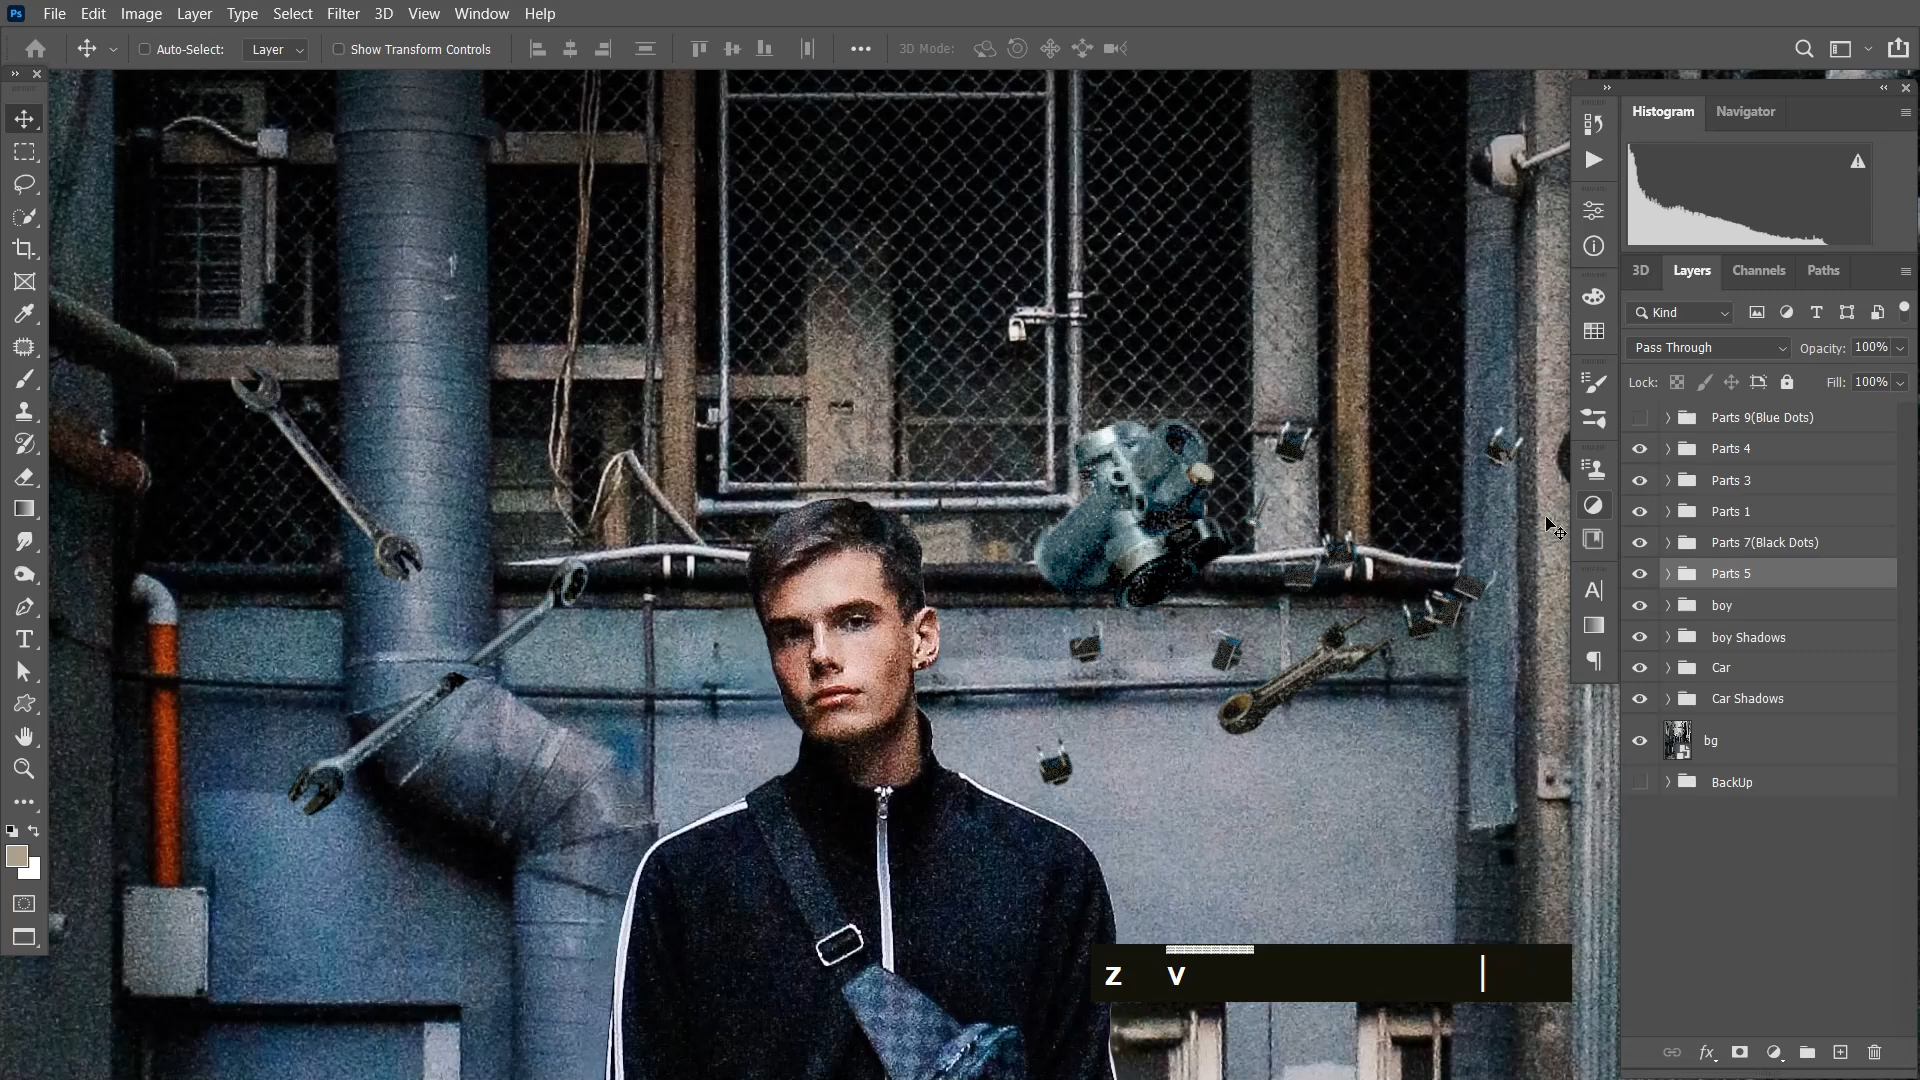 Ps File Edit Image Layer Type Select Filter 3D View Window Help
Auto-Select: Layer Show Transform Controls 3D Mode:
Histogram Navigator
3D Layers Channels Paths
Kind
Pass Through Opacity: 100%
Lock: Fill: 100%
Parts 9(Blue Dots)
Parts 4
Parts 3
Parts 1
Parts 7(Black Dots)
Parts 5
boy
boy Shadows
Car
Car Shadows
bg
BackUp
z v